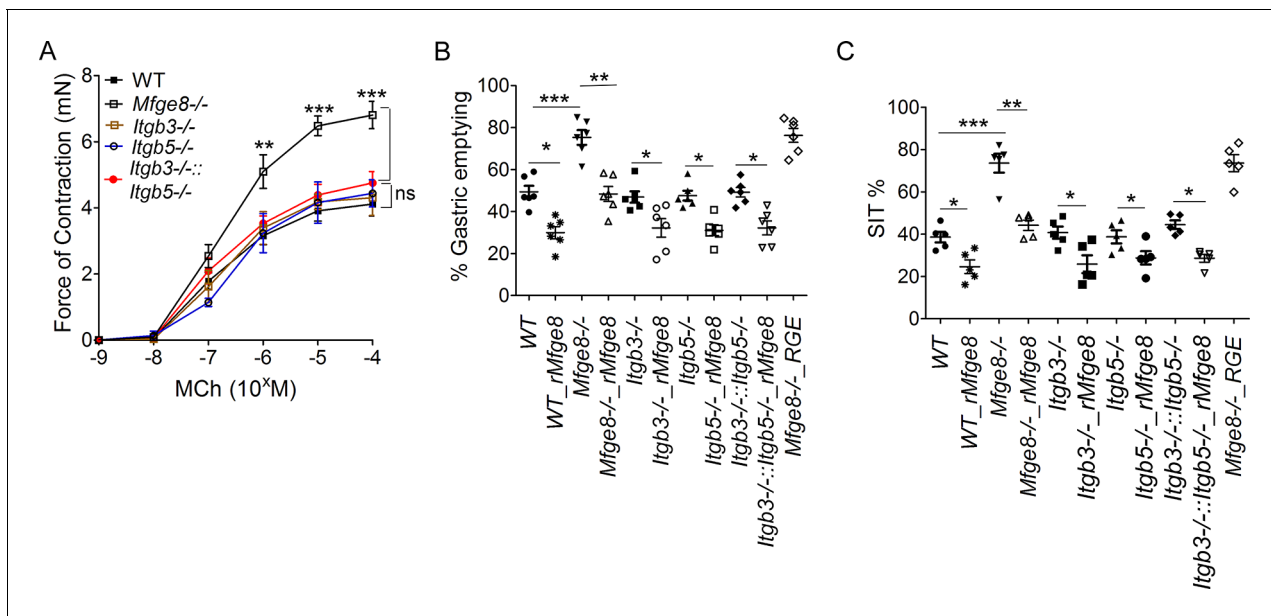 A
WT
Mfge8-/-
Itgb3-/-
Itgb5-/-
Itgb3-/-::
Itgb5-/-
Force of Contraction (mN)
8
6
4
2
0
-9 -8 -7 -6 -5 -4
MCh (10^xM)
** *** ***
ns
B
% Gastric emptying
100
80
60
40
20
0
* *** ** * * *
WT
WT_rMfge8
Mfge8-/-
Mfge8-/-_rMfge8
Itgb3-/-
Itgb3-/-_rMfge8
Itgb5-/-
Itgb5-/-_rMfge8
Itgb3-/-::Itgb5-/-
Itgb3-/-::Itgb5-/-_rMfge8
Mfge8-/-_RGE
C
SIT %
100
80
60
40
20
0
* *** ** * * *
WT
WT_rMfge8
Mfge8-/-
Mfge8-/-_rMfge8
Itgb3-/-
Itgb3-/-_rMfge8
Itgb5-/-
Itgb5-/-_rMfge8
Itgb3-/-::Itgb5-/-
Itgb3-/-::Itgb5-/-_rMfge8
Mfge8-/-_RGE